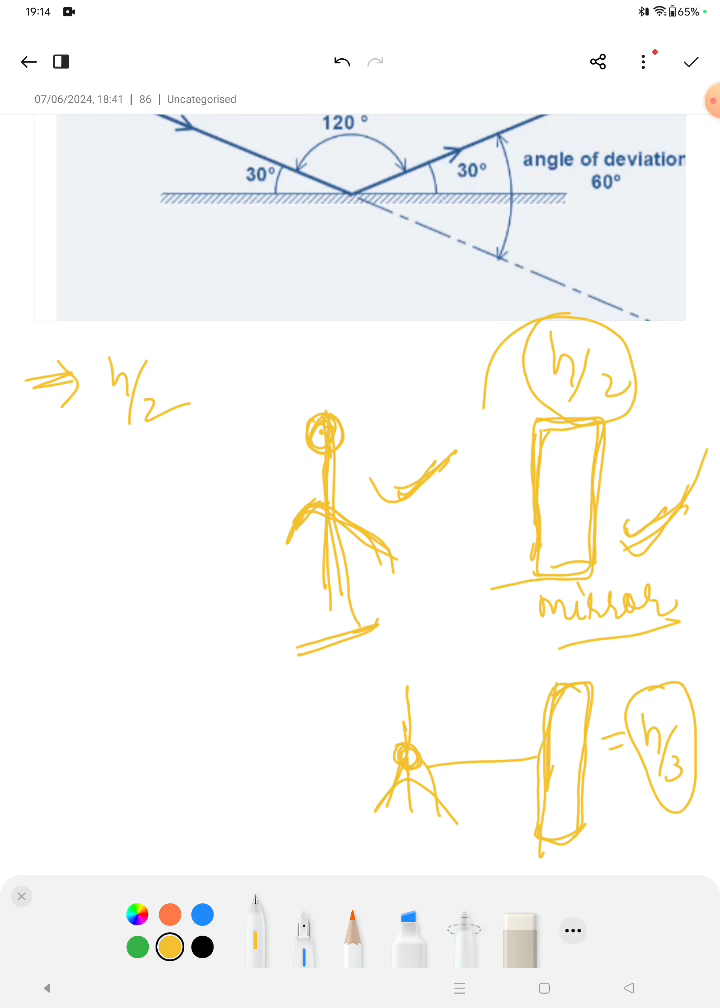 19:14
65%
07/06/2024, 18:41 | 86 | Uncategorised
120 °
30°
30°
angle of deviation
60°
⇒ h/2
h/2
mirror
= h/3